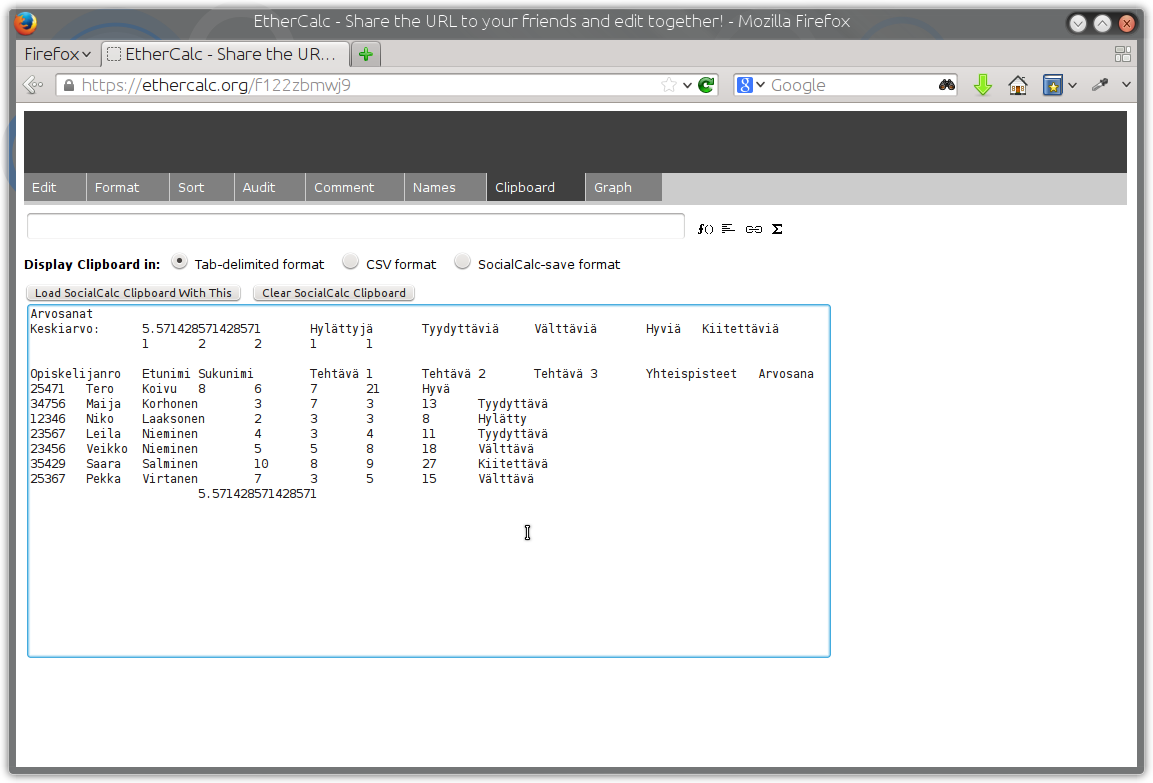 EtherCalc - Share the URL to your friends and edit together! - Mozilla Firefox
Firefox EtherCalc - Share the UR...
https://ethercalc.org/f122zbmwj9 Google
Edit Format Sort Audit Comment Names Clipboard Graph
f() Σ
Display Clipboard in: Tab-delimited format CSV format SocialCalc-save format
Load SocialCalc Clipboard With This Clear SocialCalc Clipboard
Arvosanat
Keskiarvo: 5.571428571428571 Hylättyjä Tyydyttäviä Välttäviä Hyviä Kiitettäviä
1 2 2 1 1
Opiskelijanro Etunimi Sukunimi Tehtävä 1 Tehtävä 2 Tehtävä 3 Yhteispisteet Arvosana
25471 Tero Koivu 8 6 7 21 Hyvä
34756 Maija Korhonen 3 7 3 13 Tyydyttävä
12346 Niko Laaksonen 2 3 3 8 Hylätty
23567 Leila Nieminen 4 3 4 11 Tyydyttävä
23456 Veikko Nieminen 5 5 8 18 Välttävä
35429 Saara Salminen 10 8 9 27 Kiitettävä
25367 Pekka Virtanen 7 3 5 15 Välttävä
5.571428571428571